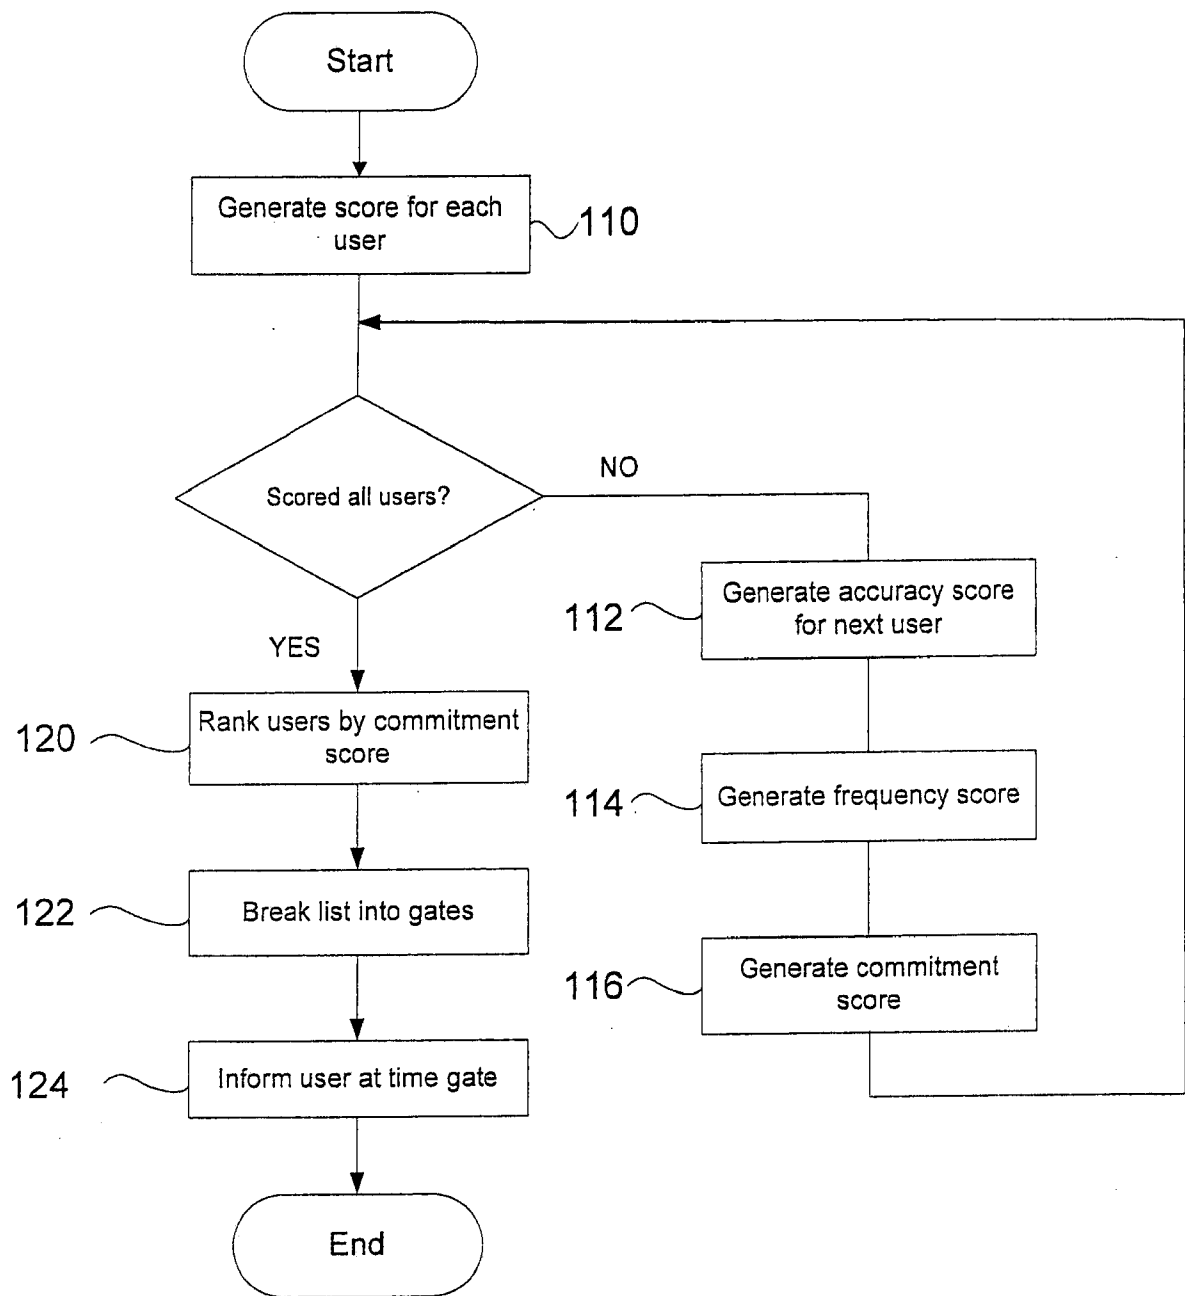 Start
Generate score for each
user
110
Scored all users?
NO
YES
112
Generate accuracy score
for next user
120
Rank users by commitment
score
114
Generate frequency score
122
Break list into gates
116
Generate commitment
score
124
Inform user at time gate
End